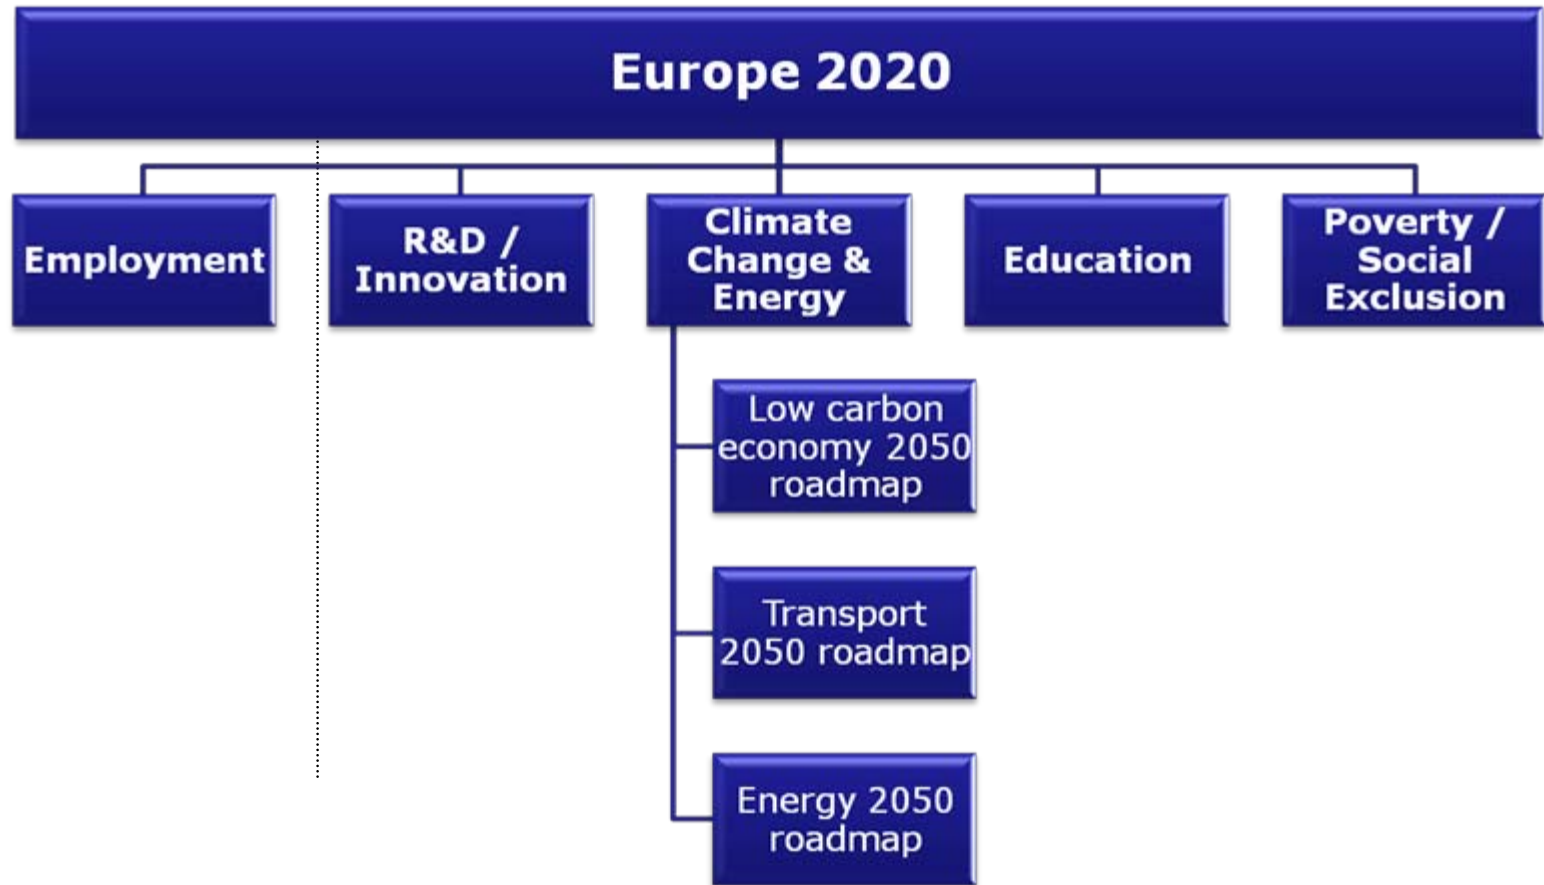 Europe 2020
Employment
R&D /
Innovation
Climate
Change &
Energy
Education
Poverty /
Social
Exclusion
Low carbon
economy 2050
roadmap
Transport
2050 roadmap
Energy 2050
roadmap